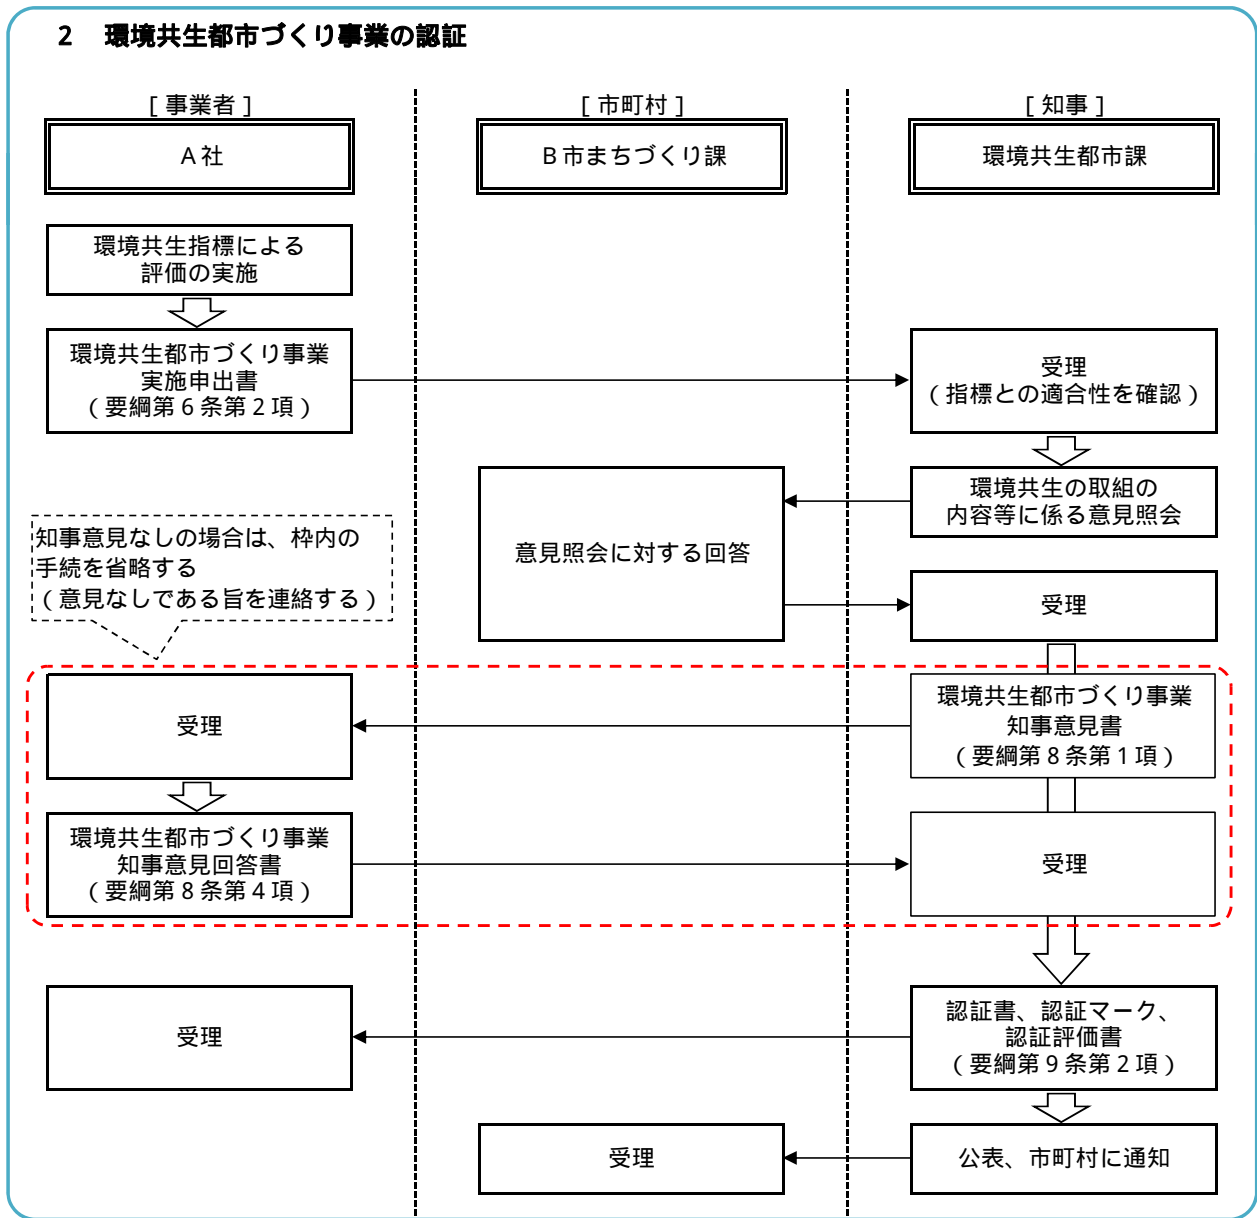 2 環境共生都市づくり事業の認証
[ 事業者 ]
[ 市町村 ]
[ 知事 ]
A社
B市まちづくり課
環境共生都市課
環境共生指標による
評価の実施
環境共生都市づくり事業
実施申出書
(要綱第6条第2項)
受理
(指標との適合性を確認)
環境共生の取組の
内容等に係る意見照会
意見照会に対する回答
受理
知事意見なしの場合は、枠内の
手続を省略する
(意見なしである旨を連絡する)
受理
環境共生都市づくり事業
知事意見書
(要綱第8条第1項)
環境共生都市づくり事業
知事意見回答書
(要綱第8条第4項)
受理
受理
認証書、認証マーク、
認証評価書
(要綱第9条第2項)
受理
公表、市町村に通知